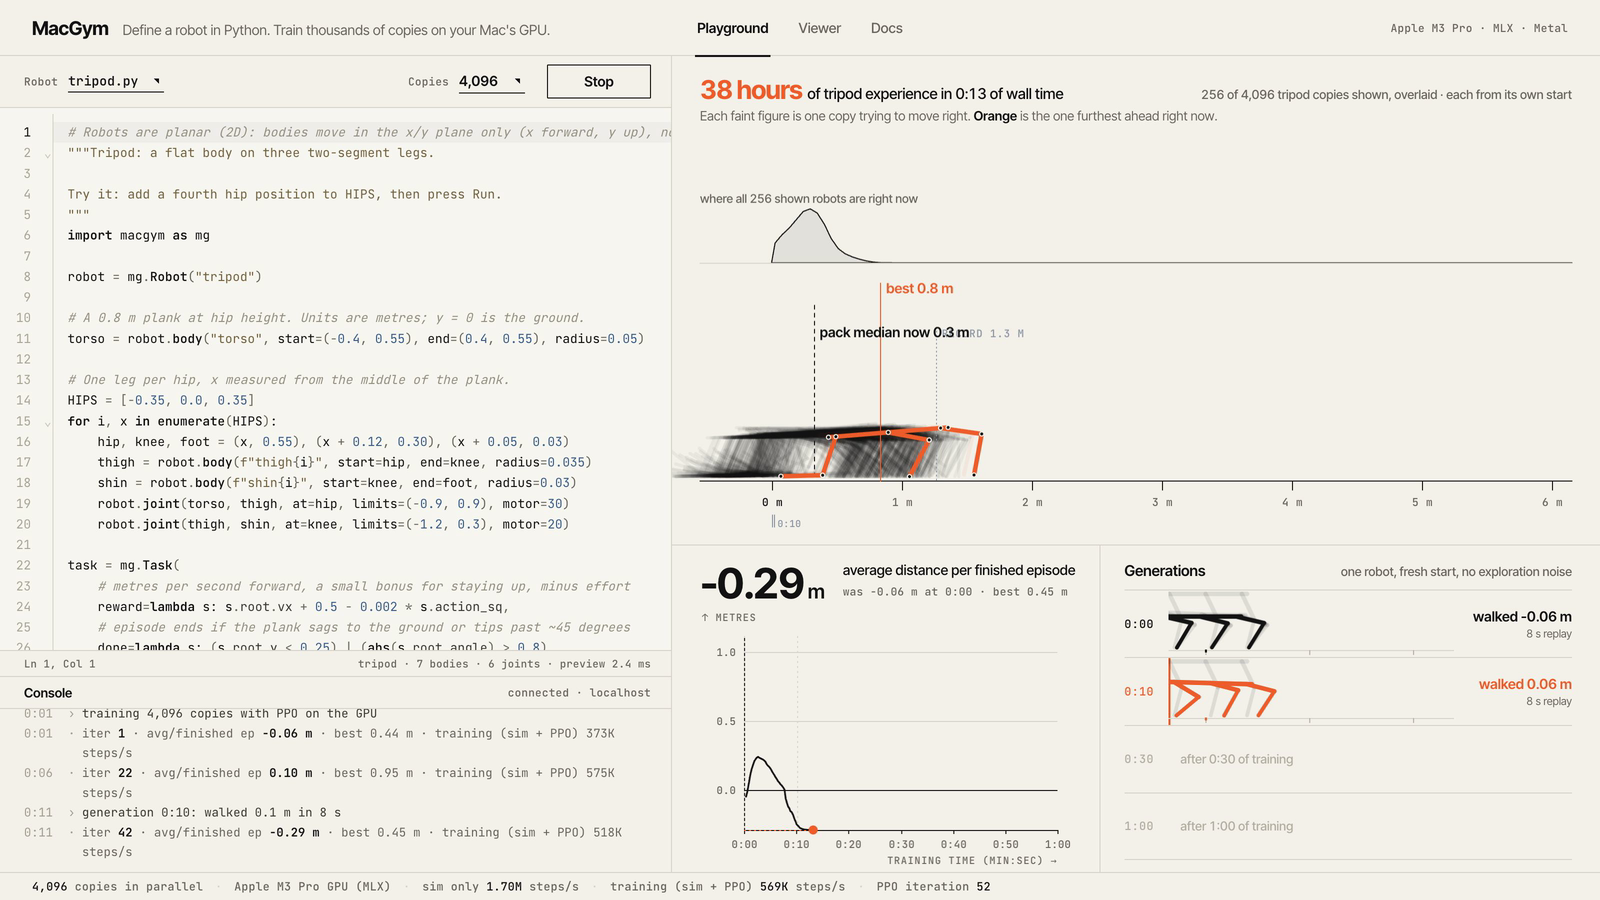 MacGym Define a robot in Python. Train thousands of copies on your Mac's GPU.
Playground Viewer Docs
Apple M3 Pro · MLX · Metal
Robot tripod.py
Copies 4,096
Stop
1 # Robots are planar (2D): bodies move in the x/y plane only (x forward, y up),
2 """Tripod: a flat body on three two-segment legs.
3
4 Try it: add a fourth hip position to HIPS, then press Run.
5 """
6 import macgym as mg
7
8 robot = mg.Robot("tripod")
9
10 # A 0.8 m plank at hip height. Units are metres; y = 0 is the ground.
11 torso = robot.body("torso", start=(-0.4, 0.55), end=(0.4, 0.55), radius=0.05)
12
13 # One leg per hip, x measured from the middle of the plank.
14 HIPS = [-0.35, 0.0, 0.35]
15 for i, x in enumerate(HIPS):
16 hip, knee, foot = (x, 0.55), (x + 0.12, 0.30), (x + 0.05, 0.03)
17 thigh = robot.body(f"thigh{i}", start=hip, end=knee, radius=0.035)
18 shin = robot.body(f"shin{i}", start=knee, end=foot, radius=0.03)
19 robot.joint(torso, thigh, at=hip, limits=(-0.9, 0.9), motor=30)
20 robot.joint(thigh, shin, at=knee, limits=(-1.2, 0.3), motor=20)
21
22 task = mg.Task(
23 # metres per second forward, a small bonus for staying up, minus effort
24 reward=lambda s: s.root.vx + 0.5 - 0.002 * s.action_sq,
25 # episode ends if the plank sags to the ground or tips past ~45 degrees
26 done=lambda s: (s.root.y < 0.25) | (abs(s.root.angle) > 0.8)
Ln 1, Col 1
tripod · 7 bodies · 6 joints · preview 2.4 ms
Console
connected · localhost
0:01 › training 4,096 copies with PPO on the GPU
0:01 · iter 1 · avg/finished ep -0.06 m · best 0.44 m · training (sim + PPO) 373K
steps/s
0:06 · iter 22 · avg/finished ep 0.10 m · best 0.95 m · training (sim + PPO) 575K
steps/s
0:11 › generation 0:10: walked 0.1 m in 8 s
0:11 · iter 42 · avg/finished ep -0.29 m · best 0.45 m · training (sim + PPO) 518K
steps/s
38 hours of tripod experience in 0:13 of wall time
256 of 4,096 tripod copies shown, overlaid · each from its own start
Each faint figure is one copy trying to move right. Orange is the one furthest ahead right now.
where all 256 shown robots are right now
best 0.8 m
pack median now 0.3 m
1.3 M
0 m 1 m 2 m 3 m 4 m 5 m 6 m
0:10
-0.29 m
average distance per finished episode
was -0.06 m at 0:00 · best 0.45 m
↑ METRES
1.0
0.5
0.0
0:00 0:10 0:20 0:30 0:40 0:50 1:00
TRAINING TIME (MIN:SEC) →
Generations
one robot, fresh start, no exploration noise
0:00
walked -0.06 m
8 s replay
0:10
walked 0.06 m
8 s replay
0:30 after 0:30 of training
1:00 after 1:00 of training
4,096 copies in parallel · Apple M3 Pro GPU (MLX) · sim only 1.70M steps/s · training (sim + PPO) 569K steps/s · PPO iteration 52